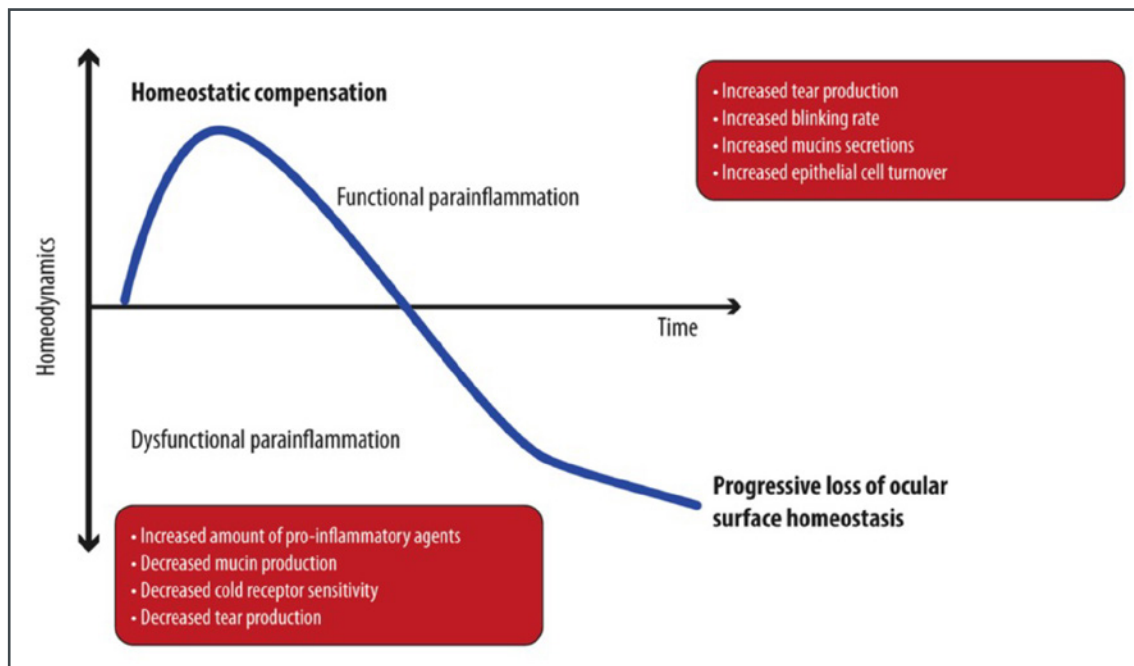 Homeostatic compensation
• Increased tear production
• Increased blinking rate
• Increased mucins secretions
• Increased epithelial cell turnover
Functional parainflammation
Homeodynamics
Time
Dysfunctional parainflammation
Progressive loss of ocular
surface homeostasis
• Increased amount of pro-inflammatory agents
• Decreased mucin production
• Decreased cold receptor sensitivity
• Decreased tear production